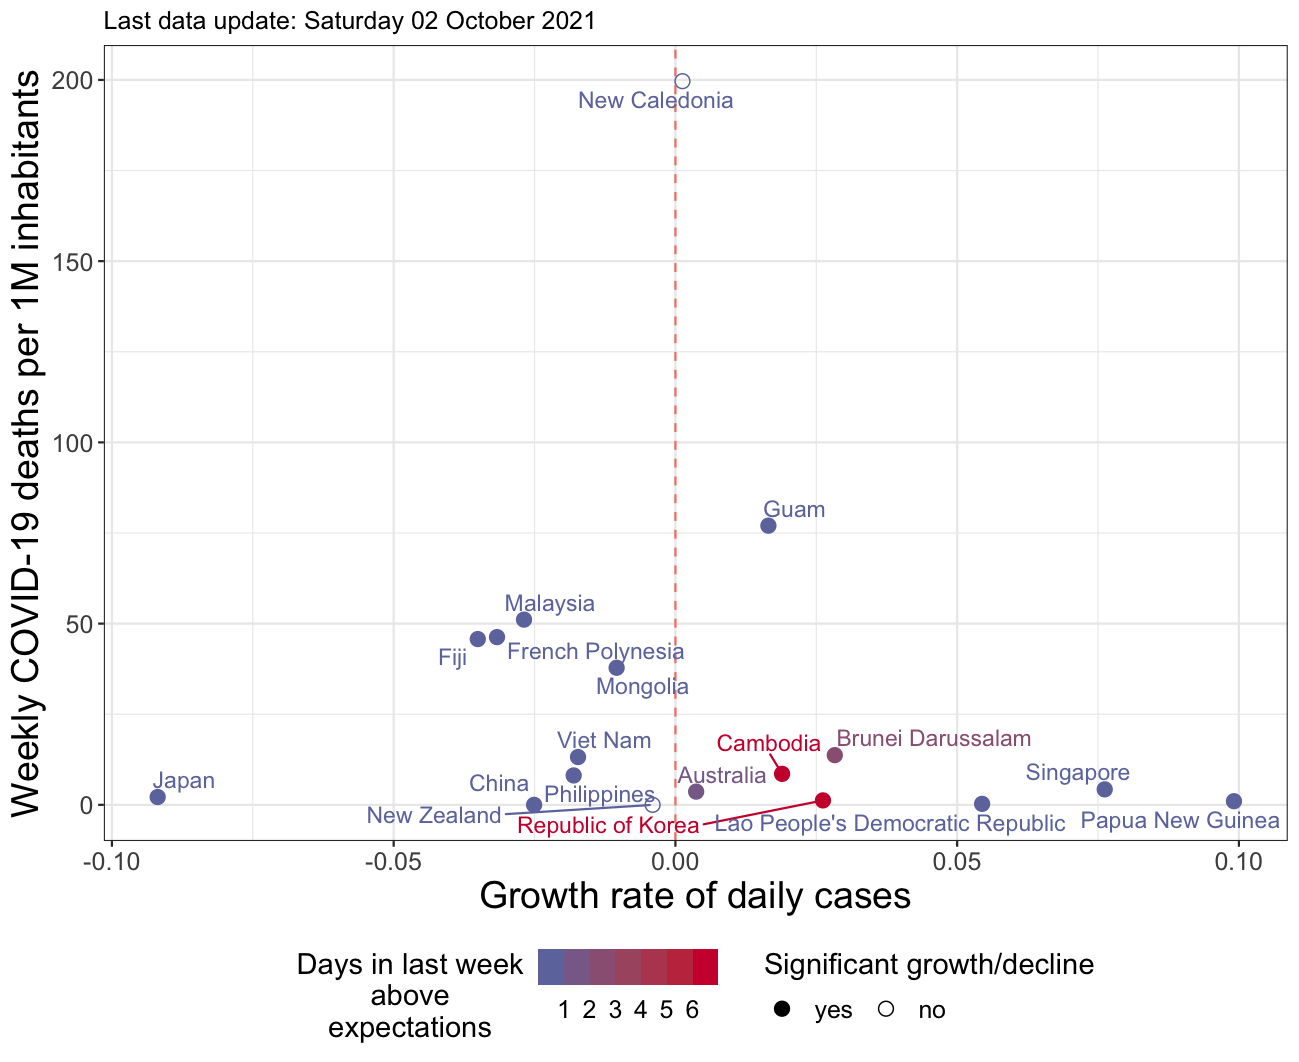 Last data update: Saturday 02 October 2021
Weekly COVID-19 deaths per 1M inhabitants
200
150
100
50
0
New Caledonia
Guam
Malaysia
Fiji
French Polynesia
Mongolia
Viet Nam
Cambodia
Brunei Darussalam
Japan
China
Philippines
Australia
Singapore
New Zealand
Republic of Korea
Lao People's Democratic Republic
Papua New Guinea
-0.10
-0.05
0.00
0.05
0.10
Growth rate of daily cases
Days in last week
above
expectations
1 2 3 4 5 6
Significant growth/decline
yes
no